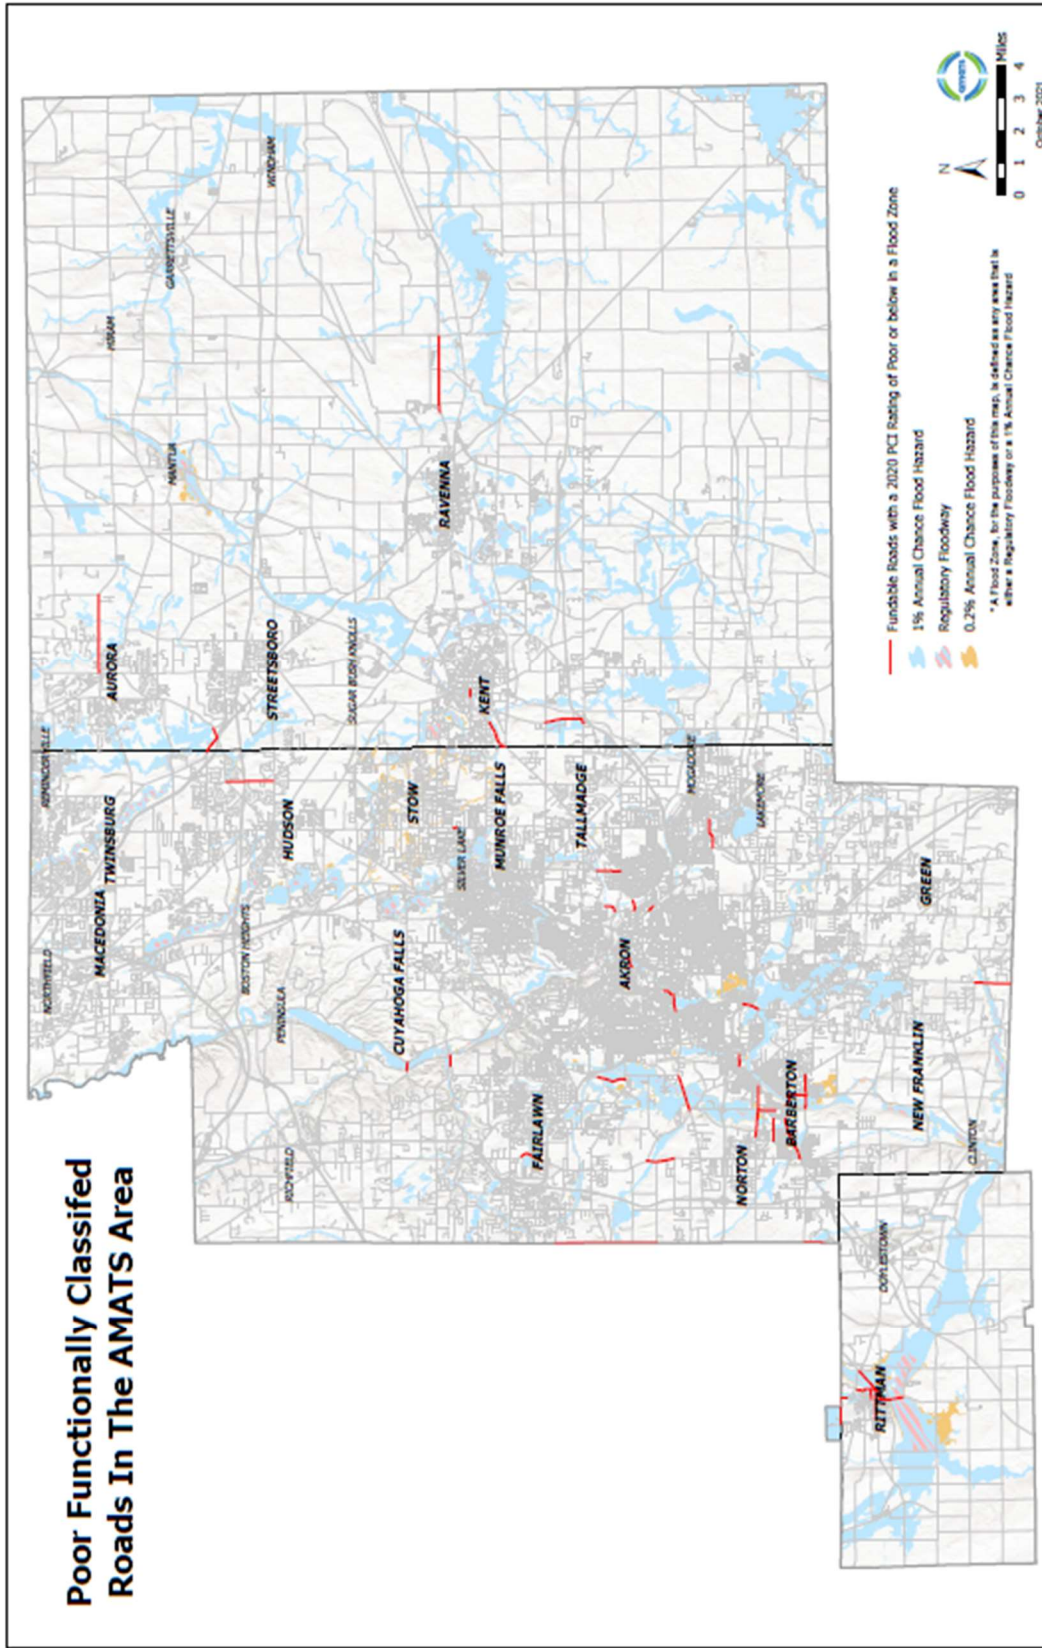 Poor Functionally Classifed
Roads In The AMATS Area
NORTHFIELD
MACEDONIA
TWINSBURG
REMINDERVILLE
AURORA
HIRAM
MANTUA
GARRETTSVILLE
WINDHAM
RICHFIELD
PENINSULA
BOSTON HEIGHTS
HUDSON
STREETSBORO
SUGAR BUSH KNOLLS
CUYAHOGA FALLS
STOW
SILVER LAKE
MUNROE FALLS
KENT
RAVENNA
FAIRLAWN
AKRON
TALLMADGE
MOGADORE
LAKEMORE
NORTON
BARBERTON
NEW FRANKLIN
GREEN
CLINTON
DOYLESTOWN
RITTMAN
Fundable Roads with a 2020 PCI Rating of Poor or below in a Flood Zone
1% Annual Chance Flood Hazard
Regulatory Floodway
0.2% Annual Chance Flood Hazard
* A Flood Zone, for the purposes of this map, is defined as any area that is
either a Regulatory Floodway or a 1% Annual Chance Flood Hazard
N
Miles
0 1 2 3 4
October 2021